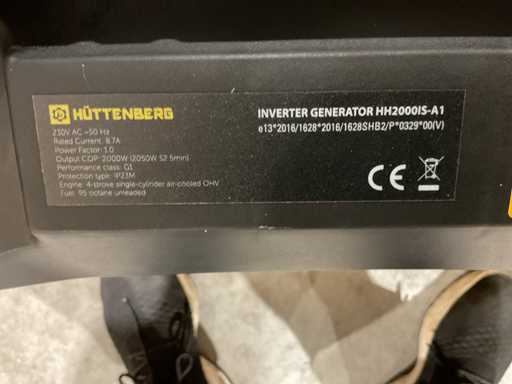 HÜTTENBERG
230V AC ~50 Hz
Rated Current: 8.7A
Power Factor: 1.0
Output COP: 2000W (2050W S2 5min)
Performance class: G1
Protection type: IP23M
Engine: 4-stroke single-cylinder air-cooled OHV
Fuel: 95 octane unleaded
INVERTER GENERATOR HH2000IS-A1
e13*2016/1628*2016/1628SHB2/P*0329*00(V)
CE